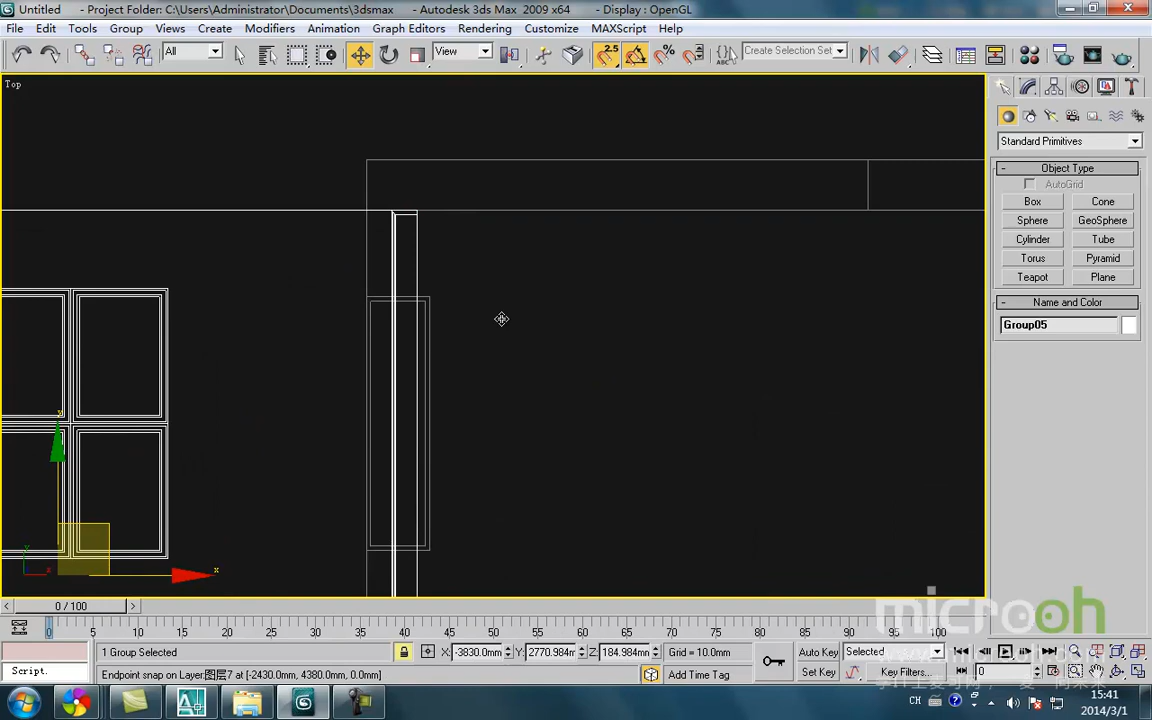 Untitled - Project Folder: C:\Users\Administrator\Documents\3dsmax - Autodesk 3ds Max 2009 x64 - Display : OpenGL
File Edit Tools Group Views Create Modifiers Animation Graph Editors Rendering Customize MAXScript Help
All View 2.5 Create Selection Set
Top
Standard Primitives
- Object Type
AutoGrid
Box Cone
Sphere GeoSphere
Cylinder Tube
Torus Pyramid
Teapot Plane
- Name and Color
Group05
y
x
0 / 100
microoh
0 5 10 15 20 25 30 35 40 45 50 55 60 65 70 75 80 85 90 95 100
1 Group Selected X: -3830.0mm Y: 2770.984m Z: 184.984mm Grid = 10.0mm Auto Key Selected
Script. Endpoint snap on Layer:图层7 at [-2430.0mm, 4380.0mm, 0.0mm] Add Time Tag Set Key Key Filters... 0
CH 15:41
2014/3/1